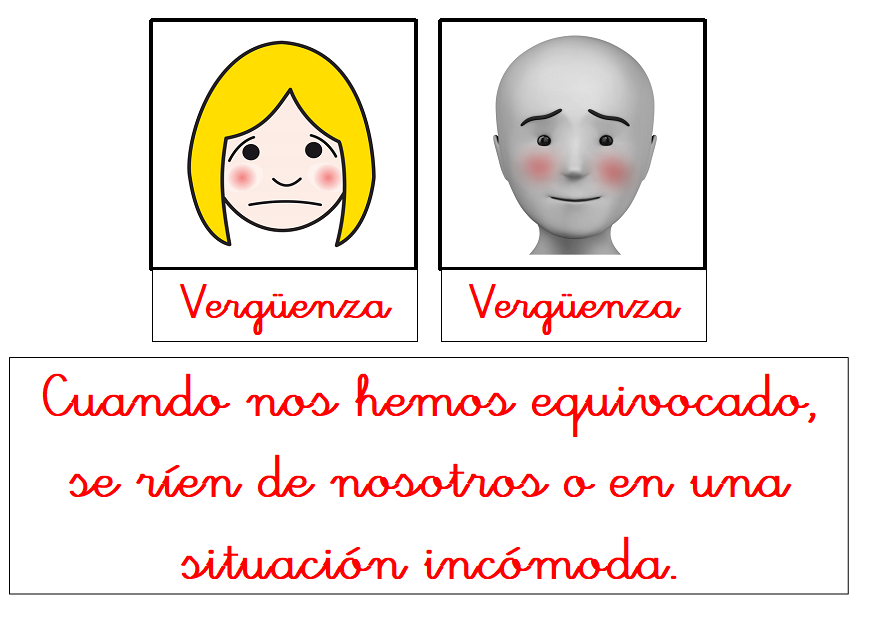 Vergüenza
Vergüenza
Cuando nos hemos equivocado,
se ríen de nosotros o en una
situación incómoda.